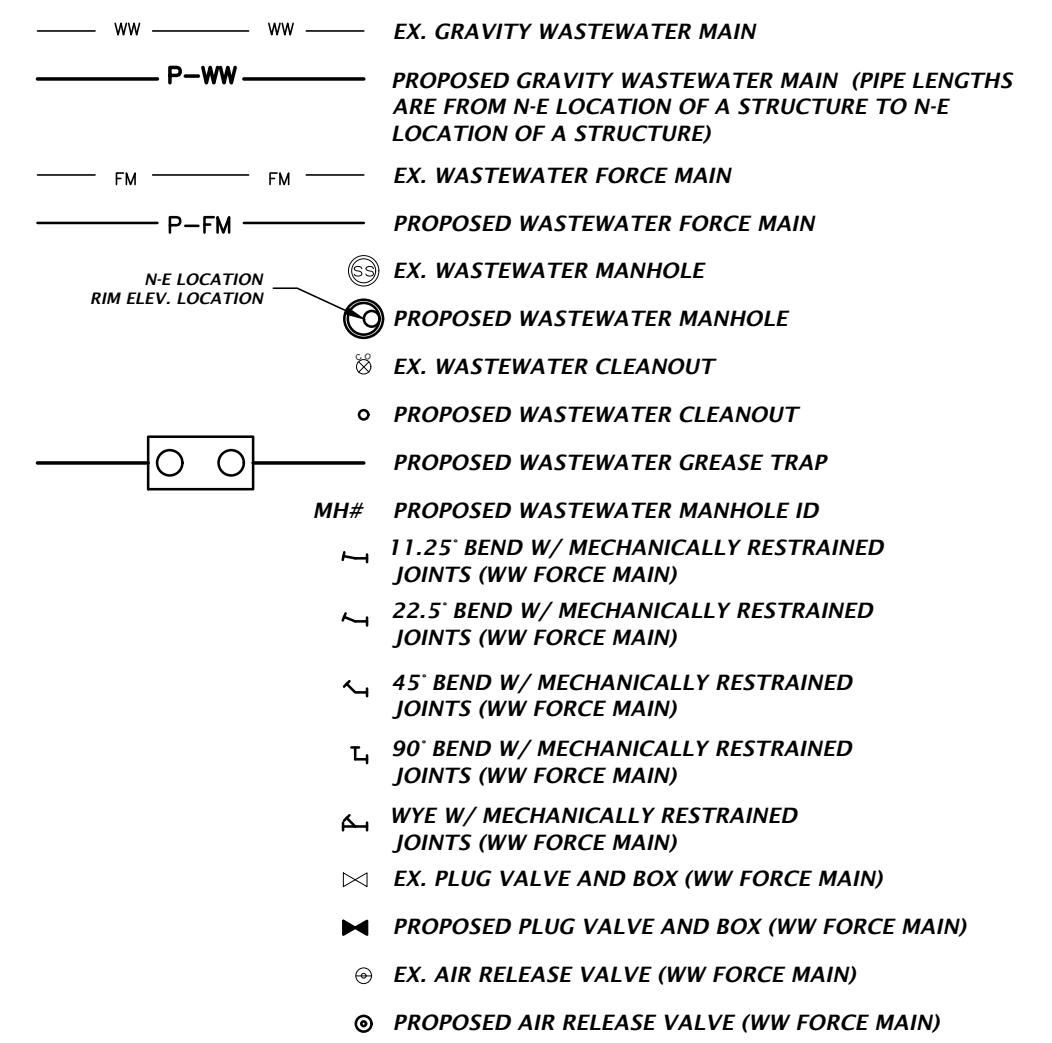 WW WW EX. GRAVITY WASTEWATER MAIN
P-WW PROPOSED GRAVITY WASTEWATER MAIN (PIPE LENGTHS
ARE FROM N-E LOCATION OF A STRUCTURE TO N-E
LOCATION OF A STRUCTURE)
FM FM EX. WASTEWATER FORCE MAIN
P-FM PROPOSED WASTEWATER FORCE MAIN
SS EX. WASTEWATER MANHOLE
N-E LOCATION
RIM ELEV. LOCATION
PROPOSED WASTEWATER MANHOLE
CO EX. WASTEWATER CLEANOUT
PROPOSED WASTEWATER CLEANOUT
PROPOSED WASTEWATER GREASE TRAP
MH# PROPOSED WASTEWATER MANHOLE ID
11.25° BEND W/ MECHANICALLY RESTRAINED
JOINTS (WW FORCE MAIN)
22.5° BEND W/ MECHANICALLY RESTRAINED
JOINTS (WW FORCE MAIN)
45° BEND W/ MECHANICALLY RESTRAINED
JOINTS (WW FORCE MAIN)
90° BEND W/ MECHANICALLY RESTRAINED
JOINTS (WW FORCE MAIN)
WYE W/ MECHANICALLY RESTRAINED
JOINTS (WW FORCE MAIN)
EX. PLUG VALVE AND BOX (WW FORCE MAIN)
PROPOSED PLUG VALVE AND BOX (WW FORCE MAIN)
EX. AIR RELEASE VALVE (WW FORCE MAIN)
PROPOSED AIR RELEASE VALVE (WW FORCE MAIN)